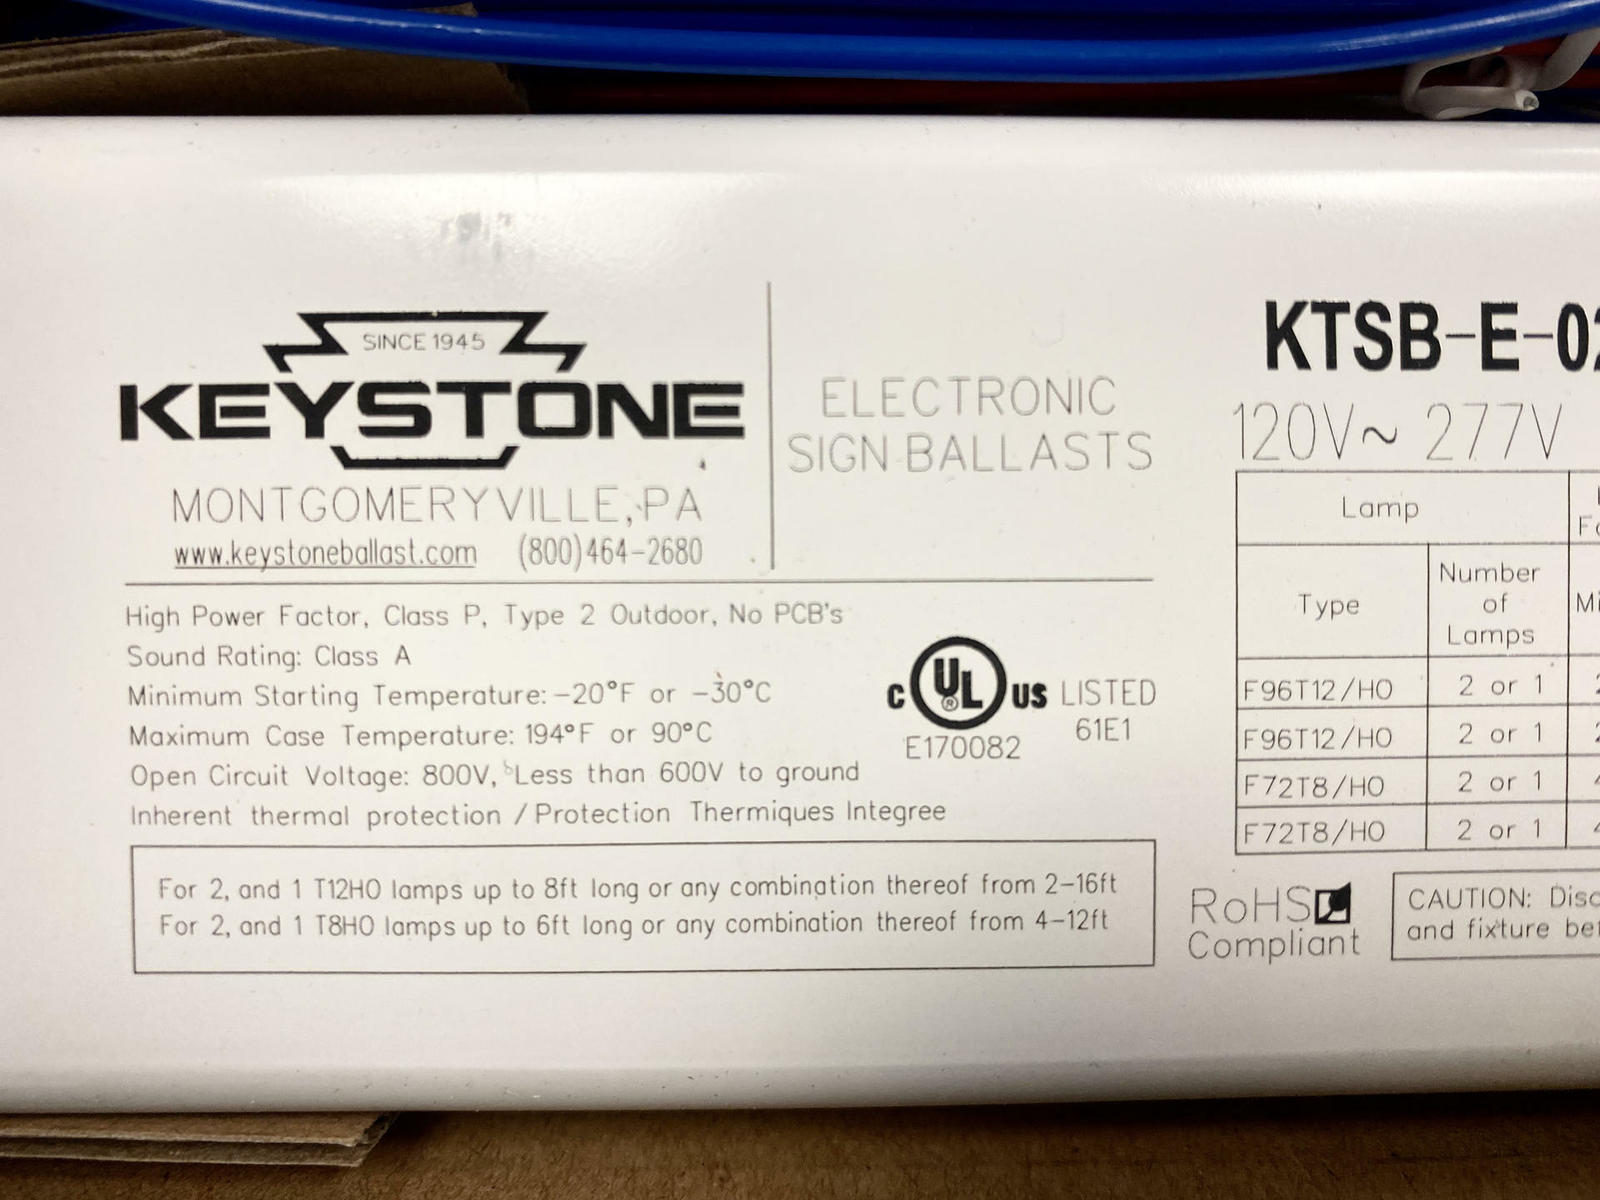 SINCE 1945
KEYSTONE
MONTGOMERYVILLE, PA
www.keystoneballast.com (800)464-2680
ELECTRONIC
SIGN BALLASTS
High Power Factor, Class P, Type 2 Outdoor, No PCB's
Sound Rating: Class A
Minimum Starting Temperature: -20°F or -30°C
Maximum Case Temperature: 194°F or 90°C
Open Circuit Voltage: 800V, Less than 600V to ground
Inherent thermal protection / Protection Thermiques Integree
C UL ® US LISTED
E170082 61E1
For 2, and 1 T12HO lamps up to 8ft long or any combination thereof from 2-16ft
For 2, and 1 T8HO lamps up to 6ft long or any combination thereof from 4-12ft
KTSB-E-02
120V~ 277V
Lamp
Type
Number
of
Lamps
F96T12/HO 2 or 1
F96T12/HO 2 or 1
F72T8/HO 2 or 1
F72T8/HO 2 or 1
RoHS
Compliant
CAUTION:
and fixture